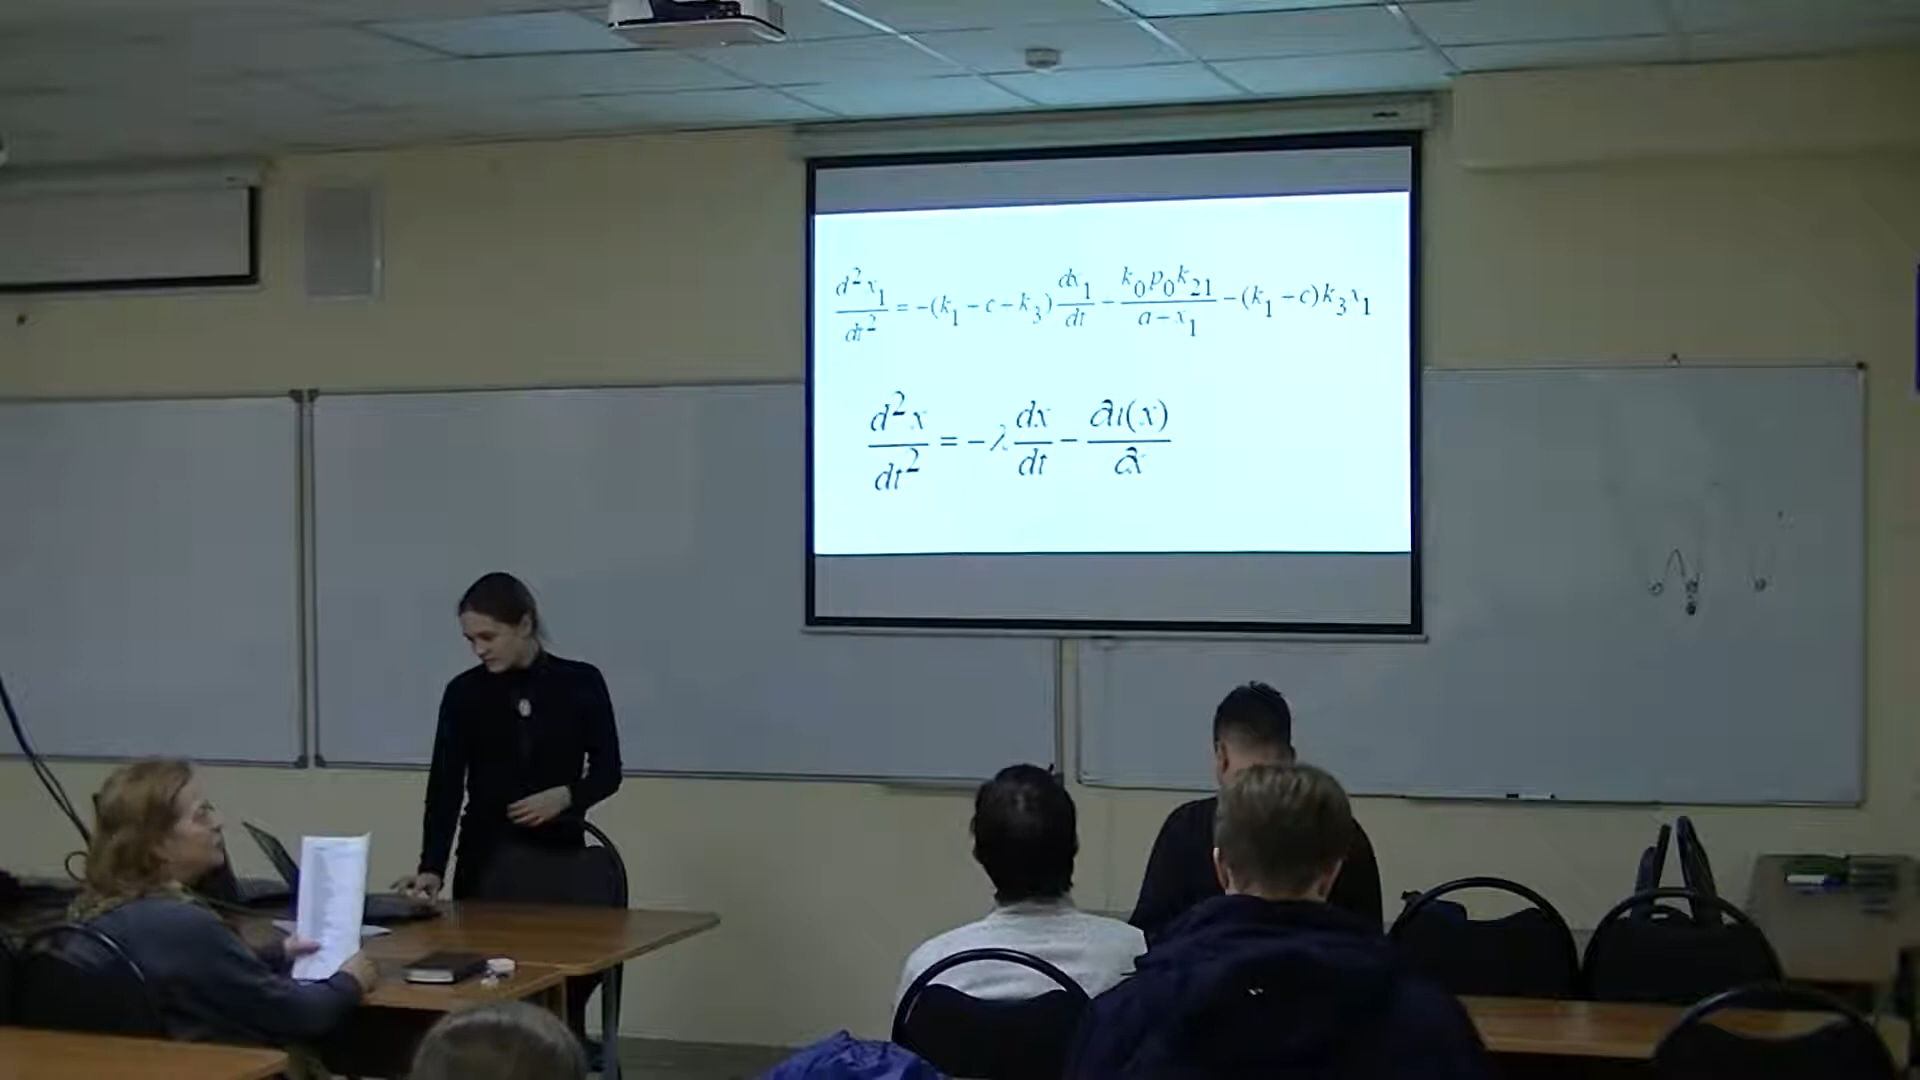 d²x₁/dt² = -(k₁ - c - k₃) dx₁/dt - k₀p₀k₂₁/(a - x₁) - (k₁ - c)k₃x₁
d²x/dt² = -λ dx/dt - ∂u(x)/∂x